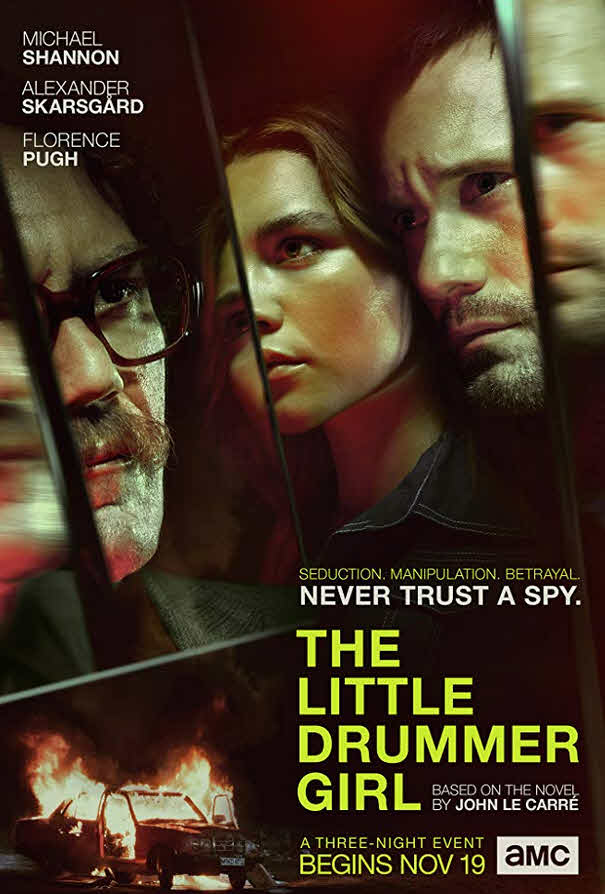 MICHAEL
SHANNON
ALEXANDER
SKARSGÅRD
FLORENCE
PUGH
SEDUCTION. MANIPULATION. BETRAYAL.
NEVER TRUST A SPY.
THE
LITTLE
DRUMMER
GIRL
BASED ON THE NOVEL
BY JOHN LE CARRÉ
A THREE-NIGHT EVENT
BEGINS NOV 19
aMC